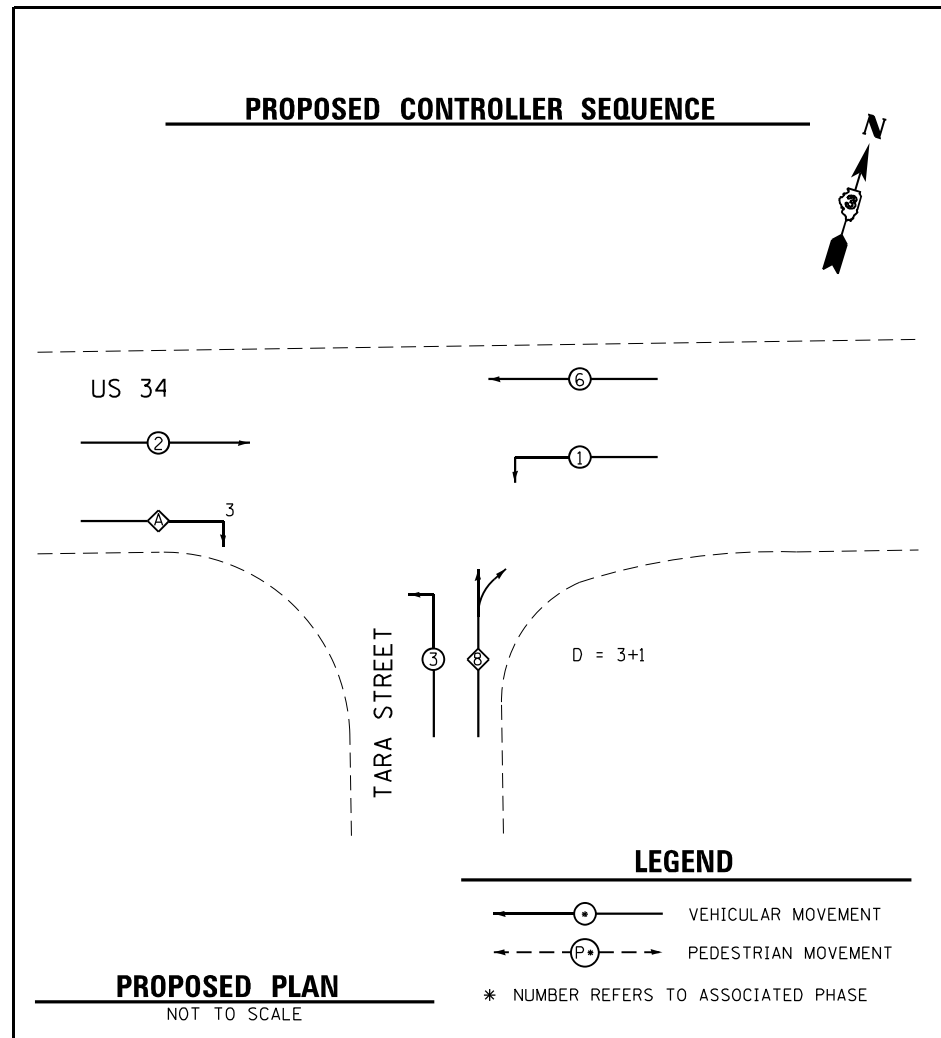 PROPOSED CONTROLLER SEQUENCE
N
3
US 34
6
2
1
A
3
3
8
D = 3+1
TARA STREET
LEGEND
* VEHICULAR MOVEMENT
P* PEDESTRIAN MOVEMENT
* NUMBER REFERS TO ASSOCIATED PHASE
PROPOSED PLAN
NOT TO SCALE